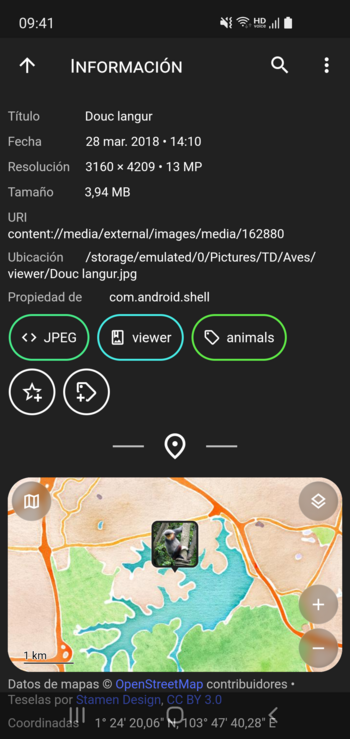 09:41 HD VOICE
INFORMACIÓN
Título Douc langur
Fecha 28 mar. 2018 • 14:10
Resolución 3160 × 4209 • 13 MP
Tamaño 3,94 MB
URI
content://media/external/images/media/162880
Ubicación /storage/emulated/0/Pictures/TD/Aves/
viewer/Douc langur.jpg
Propiedad de com.android.shell
JPEG viewer animals
1 km
Datos de mapas © OpenStreetMap contribuidores •
Teselas por Stamen Design, CC BY 3.0
Coordinadas 1° 24′ 20,06″ N, 103° 47′ 40,28″ E